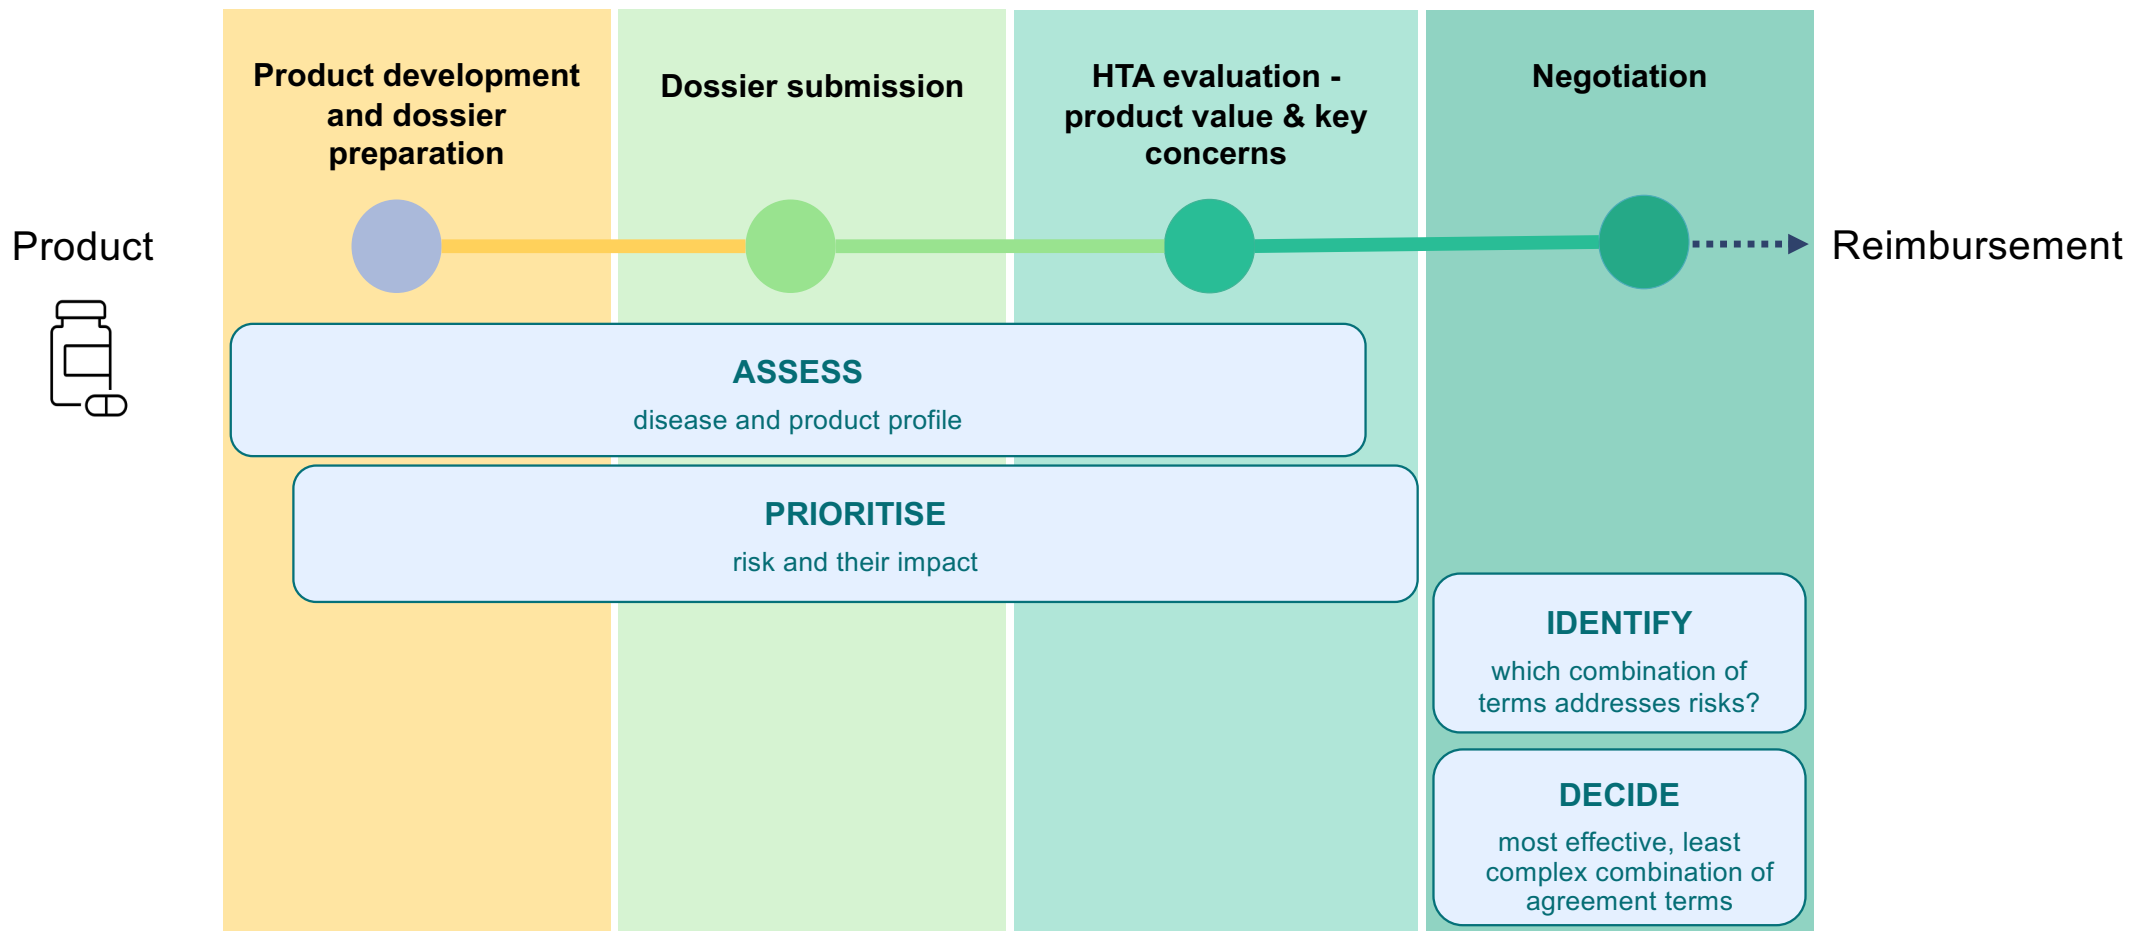 Product development
and dossier
preparation
Dossier submission
HTA evaluation -
product value & key
concerns
Negotiation
Product
Reimbursement
ASSESS
disease and product profile
PRIORITISE
risk and their impact
IDENTIFY
which combination of
terms addresses risks?
DECIDE
most effective, least
complex combination of
agreement terms